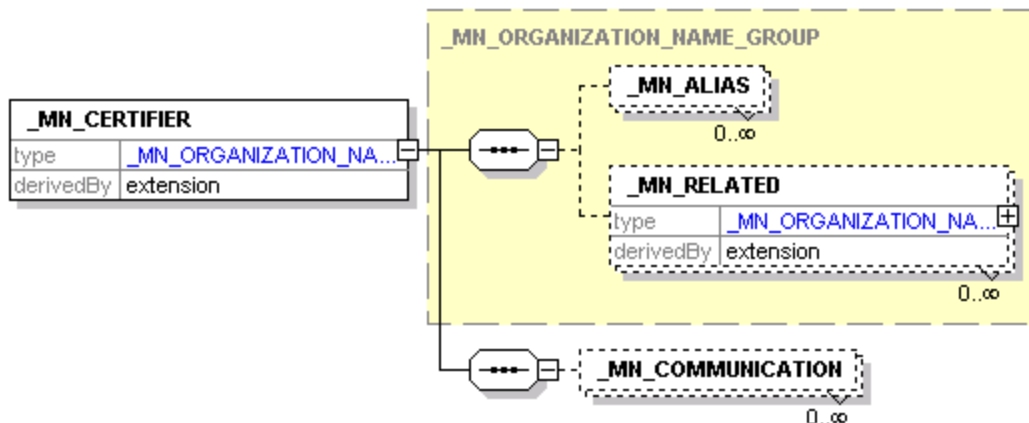 _MN_ORGANIZATION_NAME_GROUP
_MN_ALIAS
0..∞
_MN_CERTIFIER
type _MN_ORGANIZATION_NA...
derivedBy extension
_MN_RELATED
type _MN_ORGANIZATION_NA...
derivedBy extension
0..∞
_MN_COMMUNICATION
0..∞